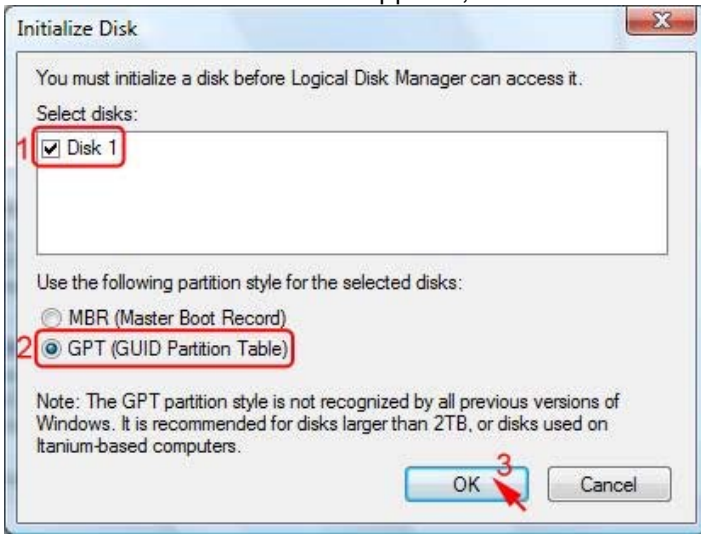 Initialize Disk
You must initialize a disk before Logical Disk Manager can access it.
Select disks:
1 Disk 1
Use the following partition style for the selected disks:
MBR (Master Boot Record)
2 GPT (GUID Partition Table)
Note: The GPT partition style is not recognized by all previous versions of
Windows. It is recommended for disks larger than 2TB, or disks used on
Itanium-based computers.
3
OK Cancel